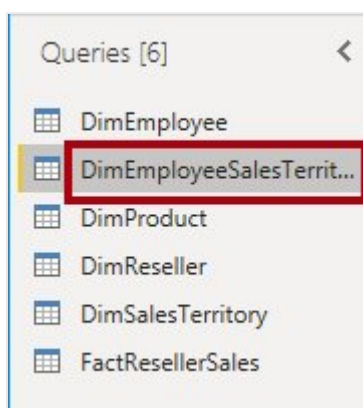 Queries [6]
DimEmployee
DimEmployeeSalesTerrit...
DimProduct
DimReseller
DimSalesTerritory
FactResellerSales